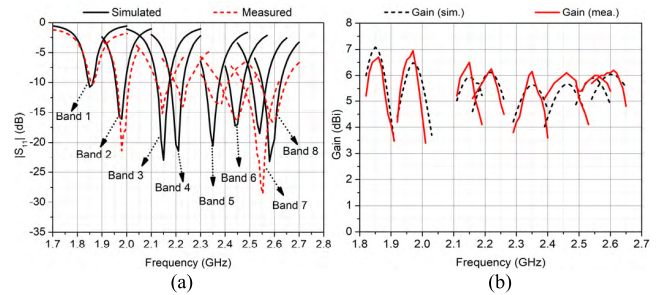 Simulated Measured
0
-5
-10
-15
-20
-25
-30
-35
|S11| (dB)
Band 1
Band 2
Band 3
Band 4
Band 5
Band 6
Band 7
Band 8
1.7 1.8 1.9 2.0 2.1 2.2 2.3 2.4 2.5 2.6 2.7 2.8
Frequency (GHz)
(a)
Gain (sim.) Gain (mea.)
8
7
6
5
4
3
2
1
0
Gain (dBi)
1.8 1.9 2.0 2.1 2.2 2.3 2.4 2.5 2.6 2.7
Frequency (GHz)
(b)